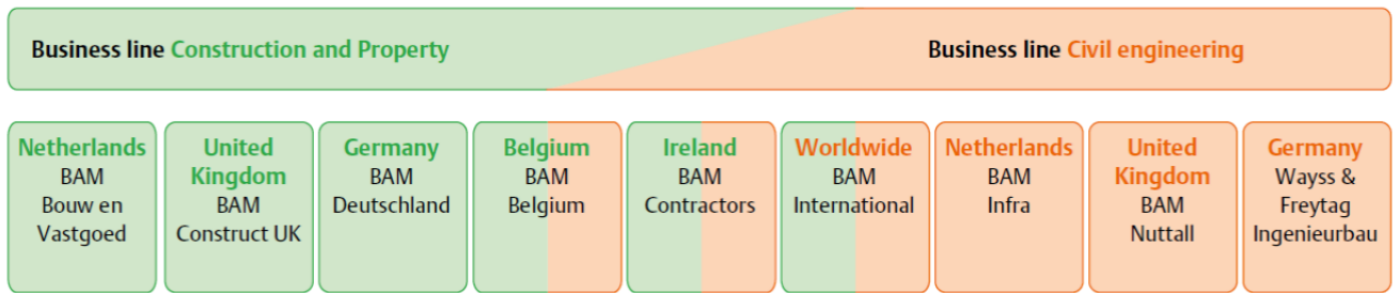 Business line Construction and Property
Business line Civil engineering
Netherlands
BAM
Bouw en
Vastgoed
United
Kingdom
BAM
Construct UK
Germany
BAM
Deutschland
Belgium
BAM
Belgium
Ireland
BAM
Contractors
Worldwide
BAM
International
Netherlands
BAM
Infra
United
Kingdom
BAM
Nuttall
Germany
Wayss &
Freytag
Ingenieurbau